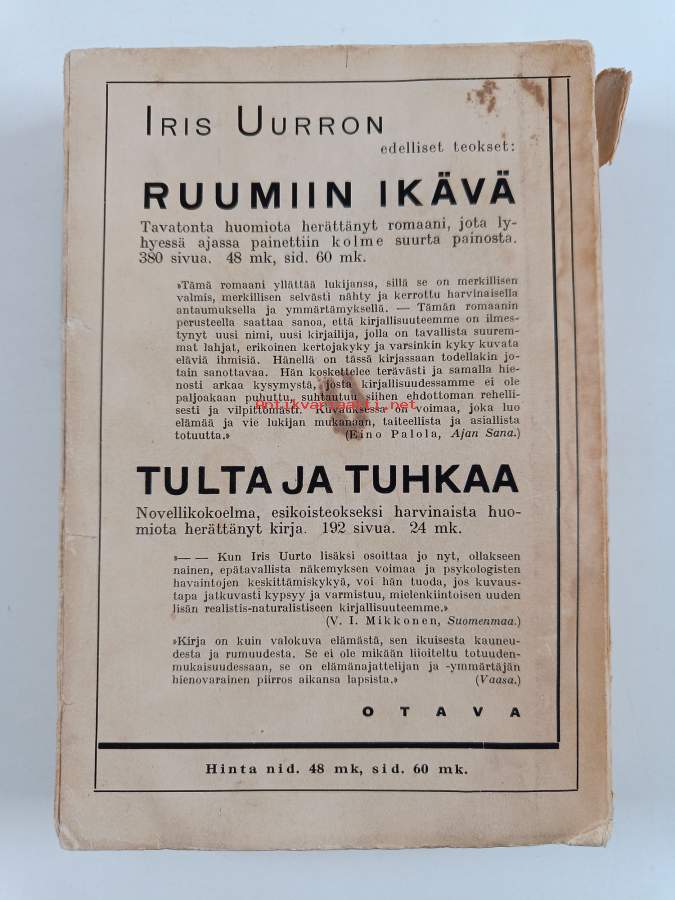 IRIS UURRON
edelliset teokset:
RUUMIIN IKÄVÄ
Tavatonta huomiota herättänyt romaani, jota ly-
hyessä ajassa painettiin kolme suurta painosta.
380 sivua. 48 mk, sid. 60 mk.
»Tämä romaani yllättää lukijansa, sillä se on merkillisen
valmis, merkillisen selvästi nähty ja kerrottu harvinaisella
antaumuksella ja ymmärtämyksellä. — Tämän romaanin
perusteella saattaa sanoa, että kirjallisuuteemme on ilmes-
tynyt uusi nimi, uusi kirjailija, jolla on tavallista suurem-
mat lahjat, erikoinen kertojakyky ja varsinkin kyky kuvata
eläviä ihmisiä. Hänellä on tässä kirjassaan todellakin jo-
tain sanottavaa. Hän koskettelee terävästi ja samalla hie-
nosti arkaa kysymystä, josta kirjallisuudessamme ei ole
paljoakaan puhuttu, suhtautuu siihen ehdottoman rehelli-
sesti ja vilpittömästi. Kuvauksessa on voimaa, joka luo
elämää ja vie lukijan mukanaan, taiteellista ja asiallista
totuutta.» (Eino Palola, Ajan Sana.)
Antikvariaatti.net
TULTA JA TUHKAA
Novellikokoelma, esikoisteokseksi harvinaista huo-
miota herättänyt kirja. 192 sivua. 24 mk.
»— — Kun Iris Uurto lisäksi osoittaa jo nyt, ollakseen
nainen, epätavallista näkemyksen voimaa ja psykologisten
havaintojen keskittämiskykyä, voi hän tuoda, jos kuvaus-
tapa jatkuvasti kypsyy ja varmistuu, mielenkiintoisen uuden
lisän realistis-naturalistiseen kirjallisuuteemme.»
(V. I. Mikkonen, Suomenmaa.)
»Kirja on kuin valokuva elämästä, sen ikuisesta kauneu-
desta ja rumuudesta. Se ei ole mikään liioiteltu totuuden-
mukaisuudessaan, se on elämänajattelijan ja -ymmärtäjän
hienovarainen piirros aikansa lapsista.» (Vaasa.)
OTAVA
Hinta nid. 48 mk, sid. 60 mk.